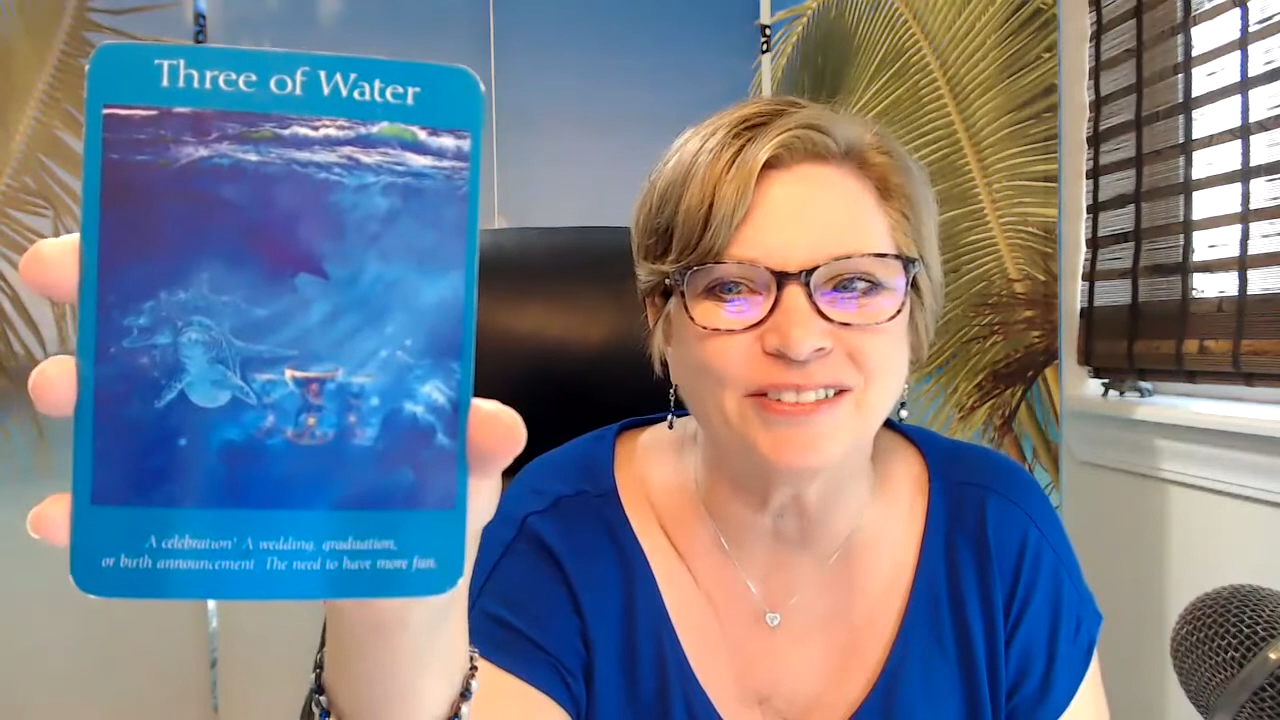 Three of Water
A celebration! A wedding, graduation,
or birth announcement. The need to have more fun.